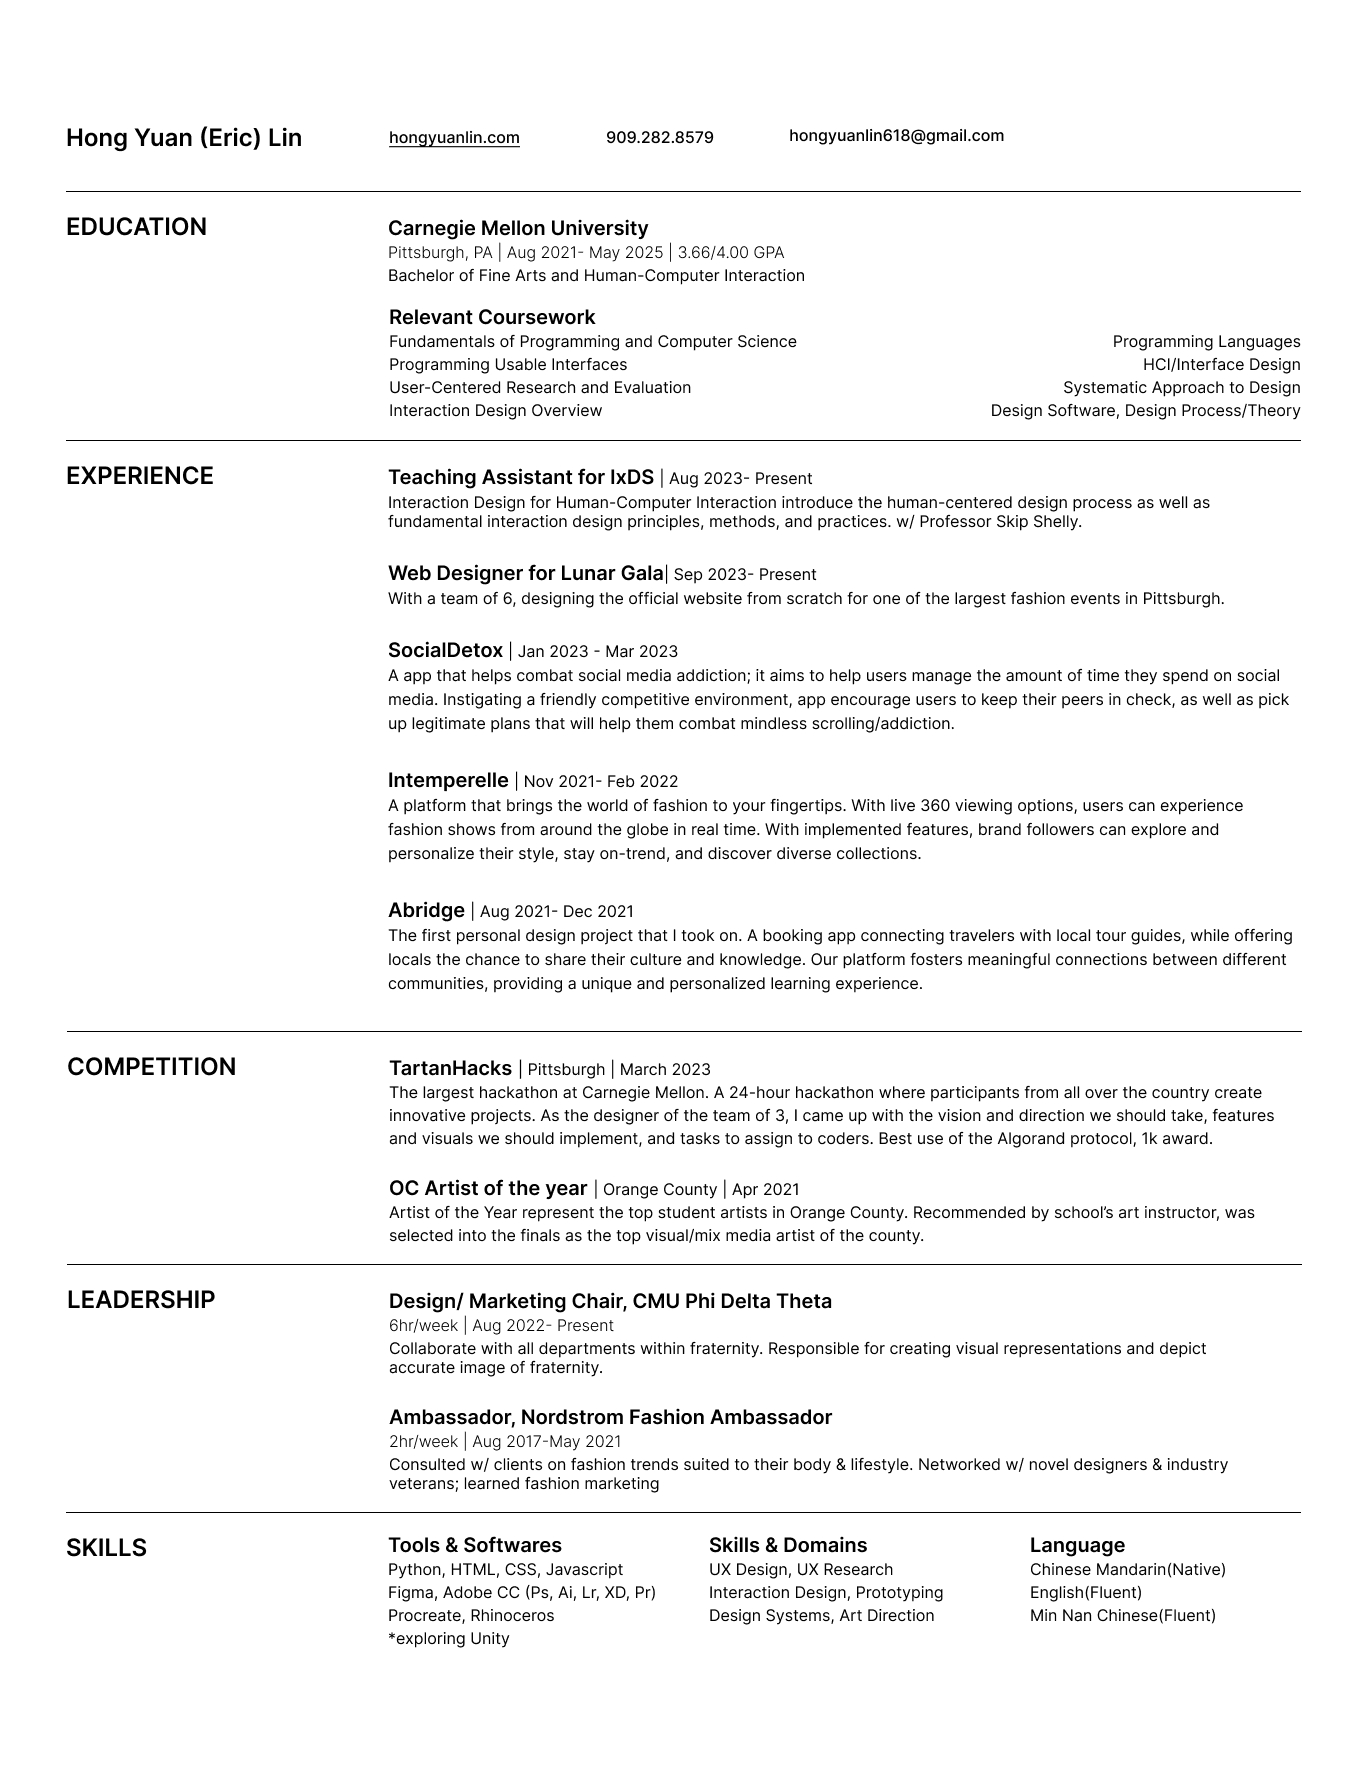 Hong Yuan (Eric) Lin hongyuanlin.com 909.282.8579 hongyuanlin618@gmail.com
EDUCATION
Carnegie Mellon University
Pittsburgh, PA | Aug 2021- May 2025 | 3.66/4.00 GPA
Bachelor of Fine Arts and Human-Computer Interaction
Relevant Coursework
Fundamentals of Programming and Computer Science Programming Languages
Programming Usable Interfaces HCI/Interface Design
User-Centered Research and Evaluation Systematic Approach to Design
Interaction Design Overview Design Software, Design Process/Theory
EXPERIENCE
Teaching Assistant for IxDS | Aug 2023- Present
Interaction Design for Human-Computer Interaction introduce the human-centered design process as well as
fundamental interaction design principles, methods, and practices. w/ Professor Skip Shelly.
Web Designer for Lunar Gala| Sep 2023- Present
With a team of 6, designing the official website from scratch for one of the largest fashion events in Pittsburgh.
SocialDetox | Jan 2023 - Mar 2023
A app that helps combat social media addiction; it aims to help users manage the amount of time they spend on social
media. Instigating a friendly competitive environment, app encourage users to keep their peers in check, as well as pick
up legitimate plans that will help them combat mindless scrolling/addiction.
Intemperelle | Nov 2021- Feb 2022
A platform that brings the world of fashion to your fingertips. With live 360 viewing options, users can experience
fashion shows from around the globe in real time. With implemented features, brand followers can explore and
personalize their style, stay on-trend, and discover diverse collections.
Abridge | Aug 2021- Dec 2021
The first personal design project that I took on. A booking app connecting travelers with local tour guides, while offering
locals the chance to share their culture and knowledge. Our platform fosters meaningful connections between different
communities, providing a unique and personalized learning experience.
COMPETITION
TartanHacks | Pittsburgh | March 2023
The largest hackathon at Carnegie Mellon. A 24-hour hackathon where participants from all over the country create
innovative projects. As the designer of the team of 3, I came up with the vision and direction we should take, features
and visuals we should implement, and tasks to assign to coders. Best use of the Algorand protocol, 1k award.
OC Artist of the year | Orange County | Apr 2021
Artist of the Year represent the top student artists in Orange County. Recommended by school’s art instructor, was
selected into the finals as the top visual/mix media artist of the county.
LEADERSHIP
Design/ Marketing Chair, CMU Phi Delta Theta
6hr/week | Aug 2022- Present
Collaborate with all departments within fraternity. Responsible for creating visual representations and depict
accurate image of fraternity.
Ambassador, Nordstrom Fashion Ambassador
2hr/week | Aug 2017-May 2021
Consulted w/ clients on fashion trends suited to their body & lifestyle. Networked w/ novel designers & industry
veterans; learned fashion marketing
SKILLS
Tools & Softwares Skills & Domains Language
Python, HTML, CSS, Javascript UX Design, UX Research Chinese Mandarin(Native)
Figma, Adobe CC (Ps, Ai, Lr, XD, Pr) Interaction Design, Prototyping English(Fluent)
Procreate, Rhinoceros Design Systems, Art Direction Min Nan Chinese(Fluent)
*exploring Unity